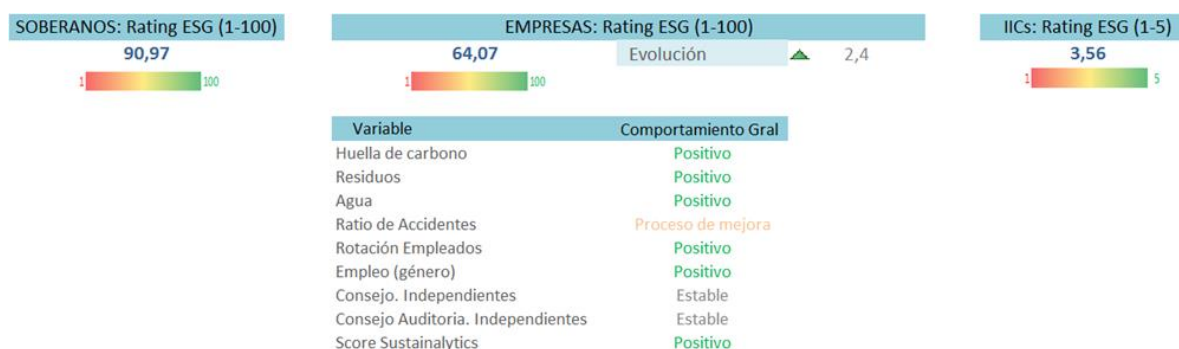 SOBERANOS: Rating ESG (1-100)
90,97
1 100
EMPRESAS: Rating ESG (1-100)
64,07 Evolución 2,4
1 100
IICs: Rating ESG (1-5)
3,56
1 5
Variable Comportamiento Gral
Huella de carbono Positivo
Residuos Positivo
Agua Positivo
Ratio de Accidentes Proceso de mejora
Rotación Empleados Positivo
Empleo (género) Positivo
Consejo. Independientes Estable
Consejo Auditoria. Independientes Estable
Score Sustainalytics Positivo